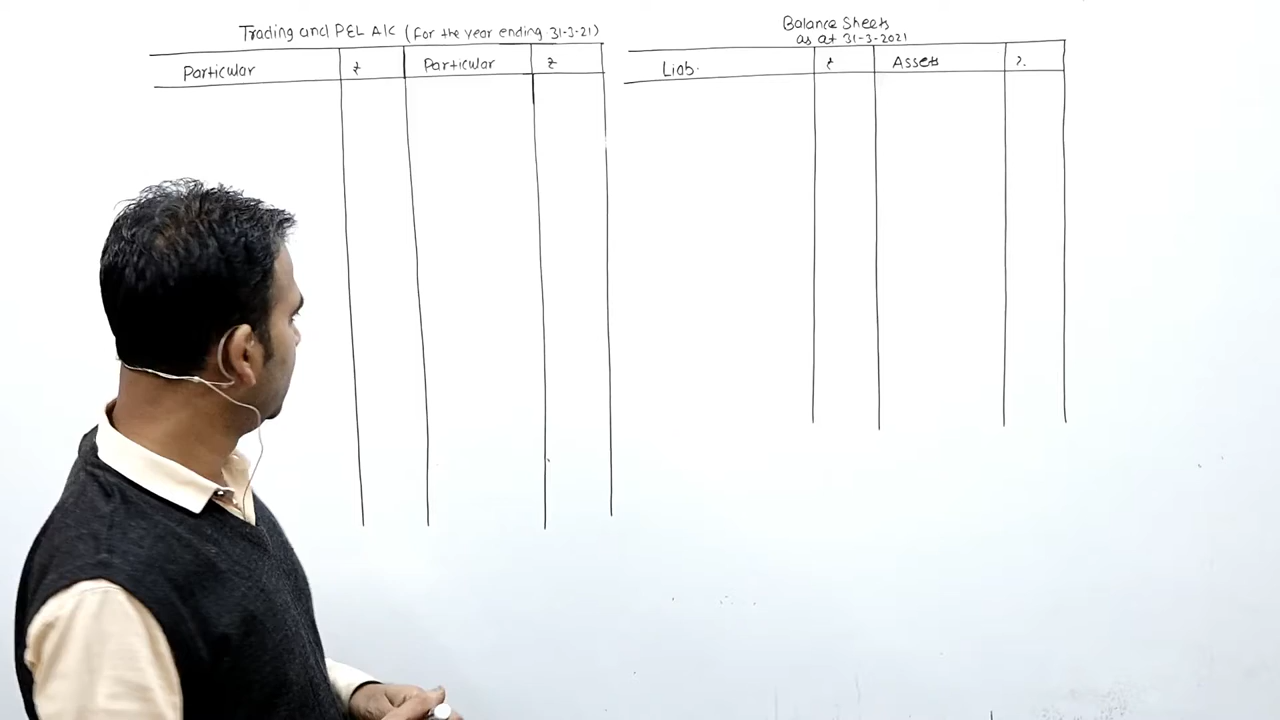 Trading and P&L A/C (for the year ending 31-3-21)
Particular ₹ Particular ₹
Balance Sheets
as at 31-3-2021
Liab. ₹ Assets ₹.